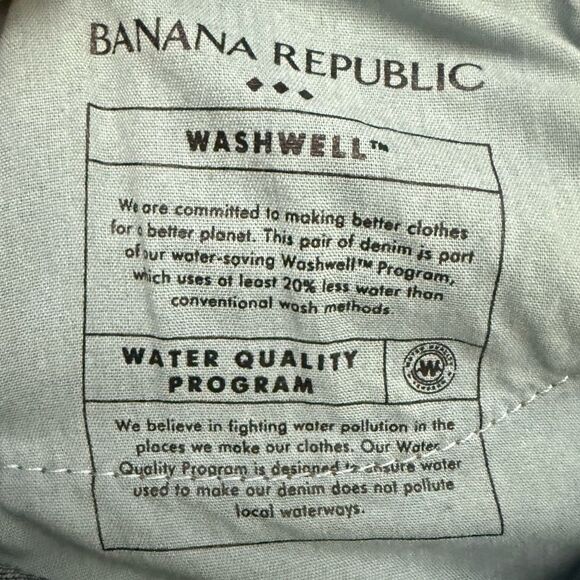 BANANA REPUBLIC
WASHWELL™
We are committed to making better clothes
for a better planet. This pair of denim is part
of our water-saving Washwell™ Program,
which uses at least 20% less water than
conventional wash methods.
WATER QUALITY
PROGRAM
WATER QUALITY
W
We believe in fighting water pollution in the
places we make our clothes. Our Water
Quality Program is designed to ensure water
used to make our denim does not pollute
local waterways.